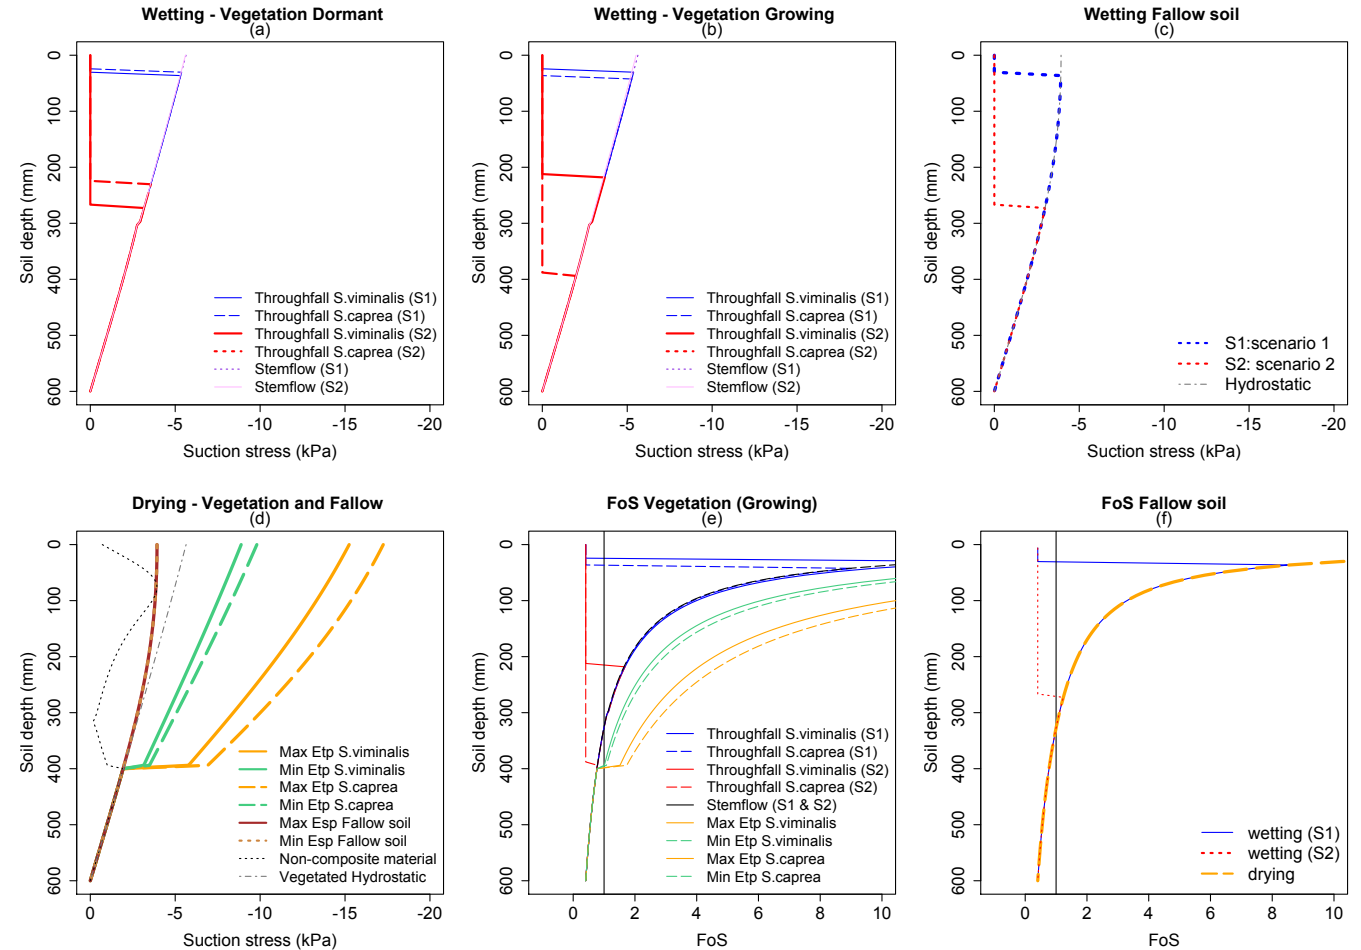 Wetting - Vegetation Dormant
(a)
0
100
200
300
400
500
600
Soil depth (mm)
Throughfall S.viminalis (S1)
Throughfall S.caprea (S1)
Throughfall S.viminalis (S2)
Throughfall S.caprea (S2)
Stemflow (S1)
Stemflow (S2)
0
-5
-10
-15
-20
Suction stress (kPa)
Wetting - Vegetation Growing
(b)
0
100
200
300
400
500
600
Soil depth (mm)
Throughfall S.viminalis (S1)
Throughfall S.caprea (S1)
Throughfall S.viminalis (S2)
Throughfall S.caprea (S2)
Stemflow (S1)
Stemflow (S2)
0
-5
-10
-15
-20
Suction stress (kPa)
Wetting Fallow soil
(c)
0
100
200
300
400
500
600
Soil depth (mm)
S1:scenario 1
S2: scenario 2
Hydrostatic
0
-5
-10
-15
-20
Suction stress (kPa)
Drying - Vegetation and Fallow
(d)
0
100
200
300
400
500
600
Soil depth (mm)
Max Etp S.viminalis
Min Etp S.viminalis
Max Etp S.caprea
Min Etp S.caprea
Max Esp Fallow soil
Min Esp Fallow soil
Non-composite material
Vegetated Hydrostatic
0
-5
-10
-15
-20
Suction stress (kPa)
FoS Vegetation (Growing)
(e)
0
100
200
300
400
500
600
Soil depth (mm)
Throughfall S.viminalis (S1)
Throughfall S.caprea (S1)
Throughfall S.viminalis (S2)
Throughfall S.caprea (S2)
Stemflow (S1 & S2)
Max Etp S.viminalis
Min Etp S.viminalis
Max Etp S.caprea
Min Etp S.caprea
0
2
4
6
8
10
FoS
FoS Fallow soil
(f)
0
100
200
300
400
500
600
Soil depth (mm)
wetting (S1)
wetting (S2)
drying
0
2
4
6
8
10
FoS